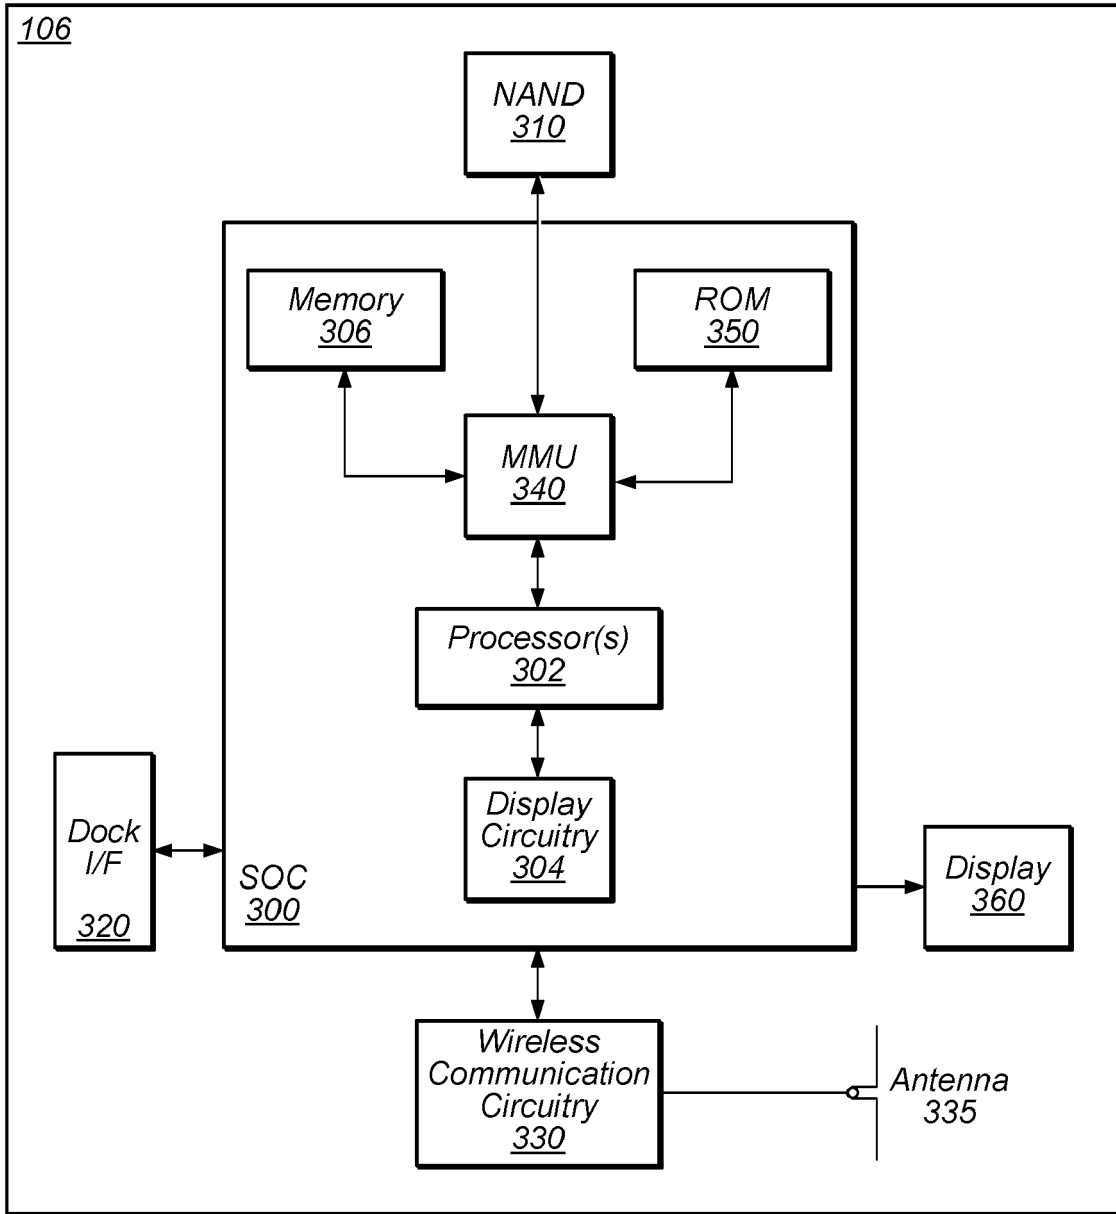 106
NAND
310
Memory
306
ROM
350
MMU
340
Processor(s)
302
Display
Circuitry
304
Dock
I/F
320
SOC
300
Display
360
Wireless
Communication
Circuitry
330
Antenna
335